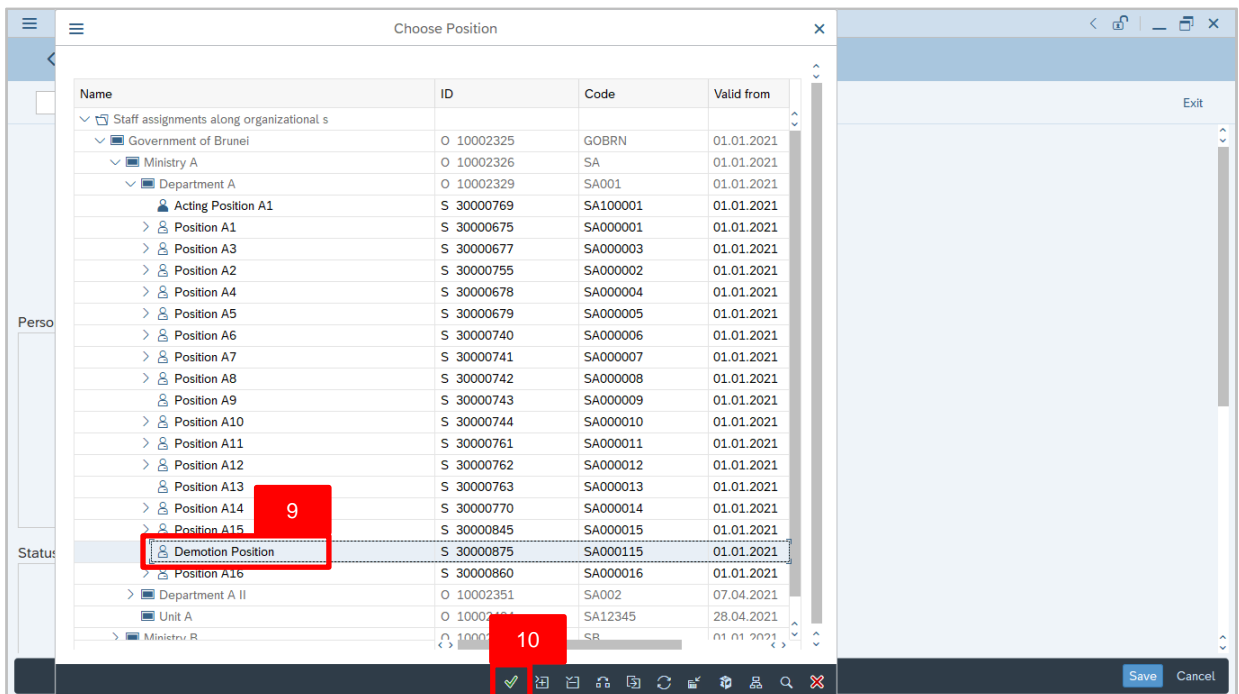 Choose Position
Exit
Name ID Code Valid from
Staff assignments along organizational s
Government of Brunei O 10002325 GOBRN 01.01.2021
Ministry A O 10002326 SA 01.01.2021
Department A O 10002329 SA001 01.01.2021
Acting Position A1 S 30000769 SA100001 01.01.2021
Position A1 S 30000675 SA000001 01.01.2021
Position A3 S 30000677 SA000003 01.01.2021
Position A2 S 30000755 SA000002 01.01.2021
Position A4 S 30000678 SA000004 01.01.2021
Position A5 S 30000679 SA000005 01.01.2021
Perso
Position A6 S 30000740 SA000006 01.01.2021
Position A7 S 30000741 SA000007 01.01.2021
Position A8 S 30000742 SA000008 01.01.2021
Position A9 S 30000743 SA000009 01.01.2021
Position A10 S 30000744 SA000010 01.01.2021
Position A11 S 30000761 SA000011 01.01.2021
Position A12 S 30000762 SA000012 01.01.2021
Position A13 S 30000763 SA000013 01.01.2021
Position A14 S 30000770 SA000014 01.01.2021
9
Position A15 S 30000845 SA000015 01.01.2021
Status
Demotion Position S 30000875 SA000115 01.01.2021
Position A16 S 30000860 SA000016 01.01.2021
Department A II O 10002351 SA002 07.04.2021
Unit A O SA12345 28.04.2021
Ministry B O SB 01.01.2021
10
Save Cancel